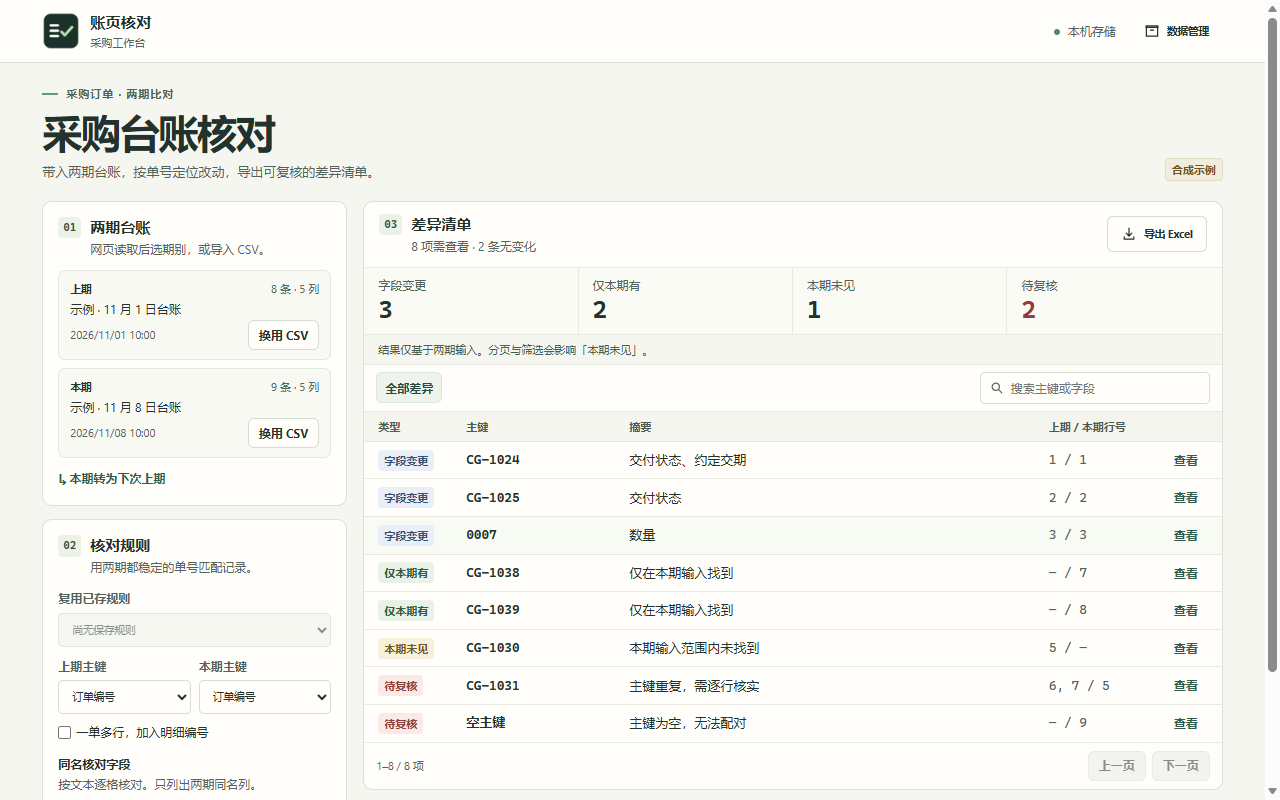 账页核对
采购工作台
本机存储
数据管理
采购订单 · 两期比对
采购台账核对
带入两期台账，按单号定位改动，导出可复核的差异清单。
合成示例
01 两期台账
网页读取后选期别，或导入 CSV。
上期 8 条 · 5 列
示例 · 11 月 1 日台账
2026/11/01 10:00 换用 CSV
本期 9 条 · 5 列
示例 · 11 月 8 日台账
2026/11/08 10:00 换用 CSV
↳ 本期转为下次上期
02 核对规则
用两期都稳定的单号匹配记录。
复用已存规则
尚无保存规则
上期主键 本期主键
订单编号 订单编号
一单多行，加入明细编号
同名核对字段
按文本逐格核对。只列出两期同名列。
03 差异清单
8 项需查看 · 2 条无变化
导出 Excel
字段变更 仅本期有 本期未见 待复核
3 2 1 2
结果仅基于两期输入。分页与筛选会影响「本期未见」。
全部差异 搜索主键或字段
类型 主键 摘要 上期 / 本期行号
字段变更 CG-1024 交付状态、约定交期 1 / 1 查看
字段变更 CG-1025 交付状态 2 / 2 查看
字段变更 0007 数量 3 / 3 查看
仅本期有 CG-1038 仅在本期输入找到 — / 7 查看
仅本期有 CG-1039 仅在本期输入找到 — / 8 查看
本期未见 CG-1030 本期输入范围内未找到 5 / — 查看
待复核 CG-1031 主键重复，需逐行核实 6, 7 / 5 查看
待复核 空主键 主键为空，无法配对 — / 9 查看
1–8 / 8 项 上一页 下一页